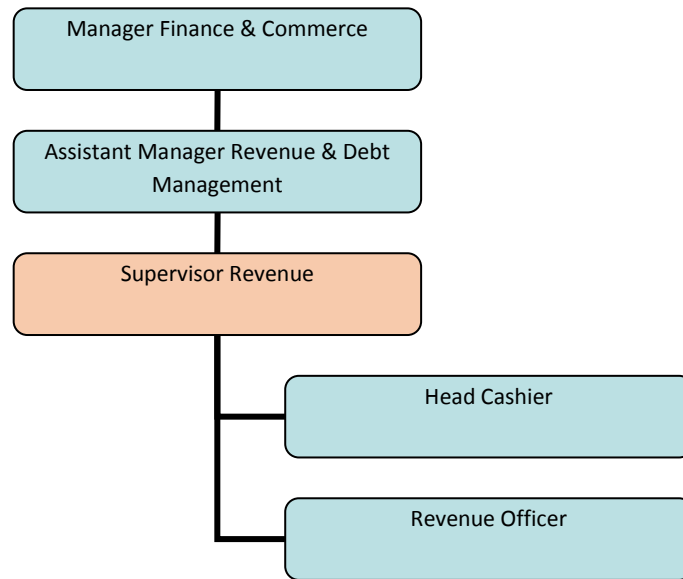 Manager Finance & Commerce
Assistant Manager Revenue & Debt
Management
Supervisor Revenue
Head Cashier
Revenue Officer